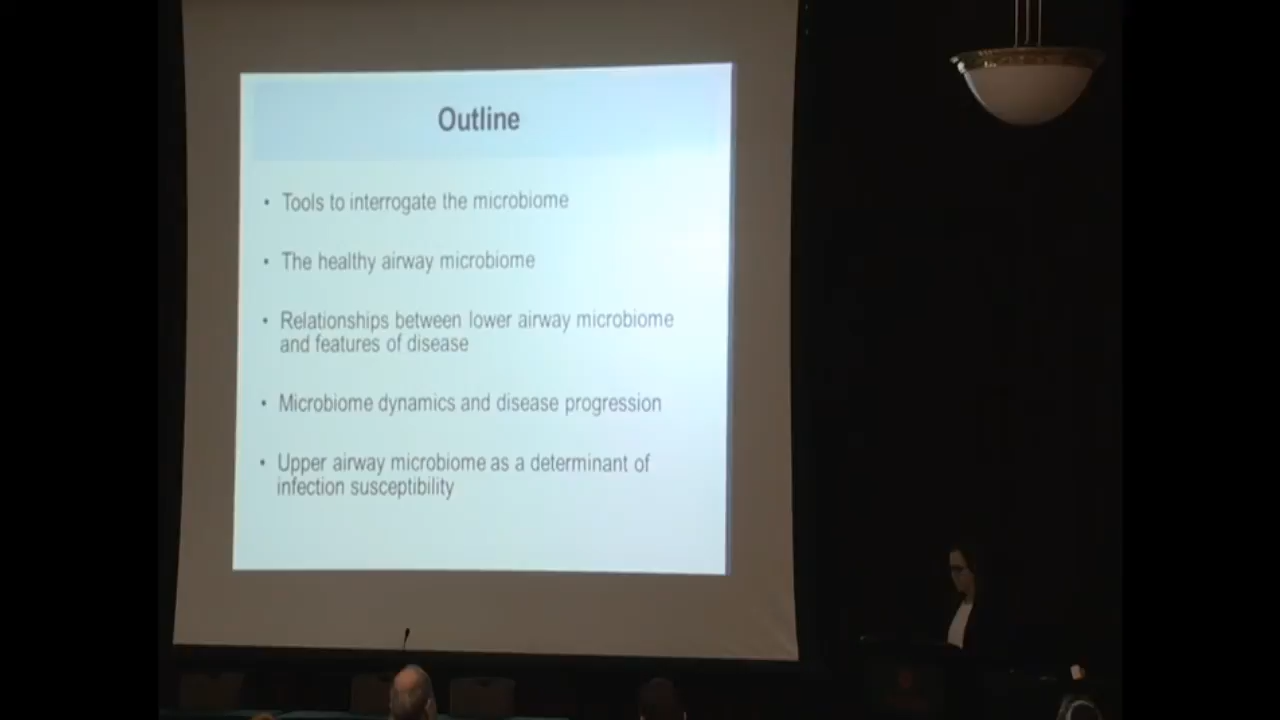 Outline
• Tools to interrogate the microbiome
• The healthy airway microbiome
• Relationships between lower airway microbiome
and features of disease
• Microbiome dynamics and disease progression
• Upper airway microbiome as a determinant of
infection susceptibility